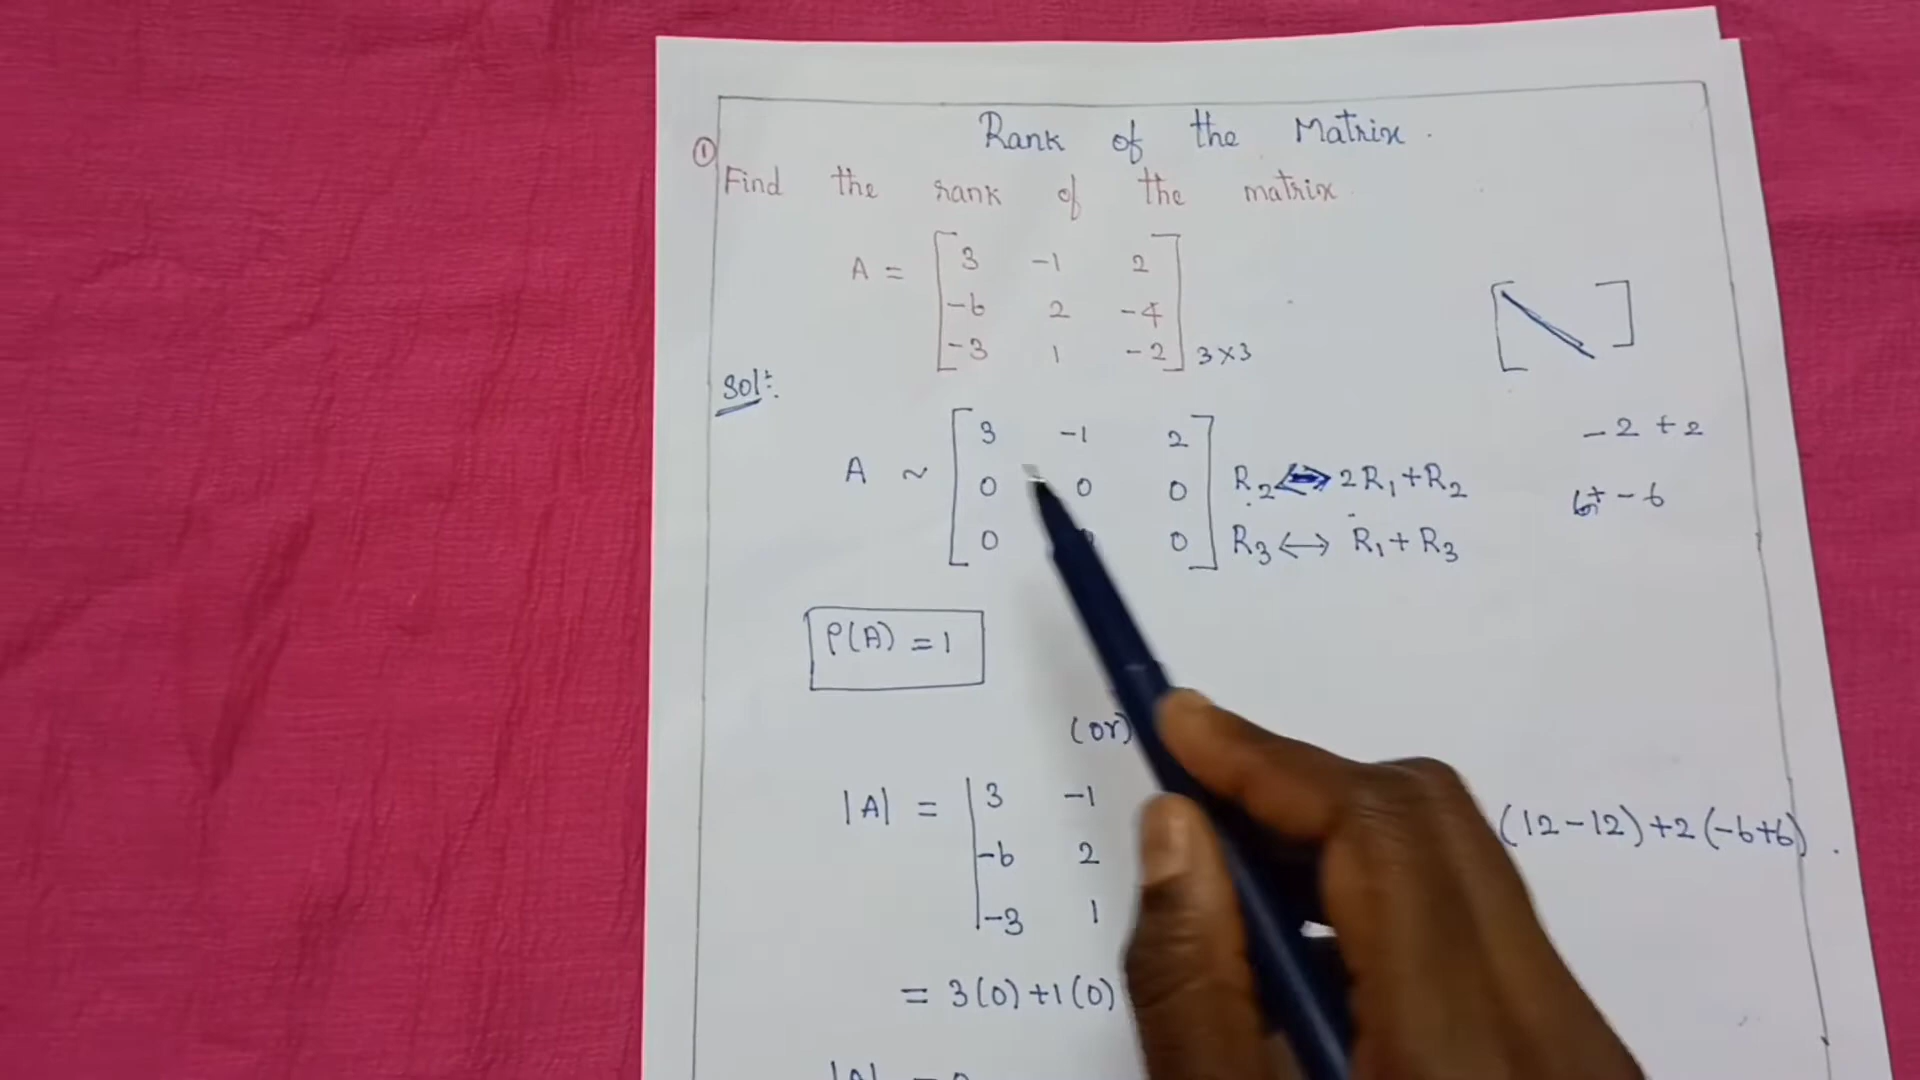 Rank of the Matrix.
① Find the rank of the matrix
A = [3 -1 2
-6 2 -4
-3 1 -2] 3×3
Sol:
A ~ [3 -1 2
0 0 0] R2 ↔ 2R1+R2
0 0] R3 ↔ R1+R3
-2 +2
6+ -6
ρ(A) = 1
(or)
|A| = |3 -1
-6 2
-3 1
(12-12)+2(-6+6).
= 3(0)+1(0)
|A| = 0